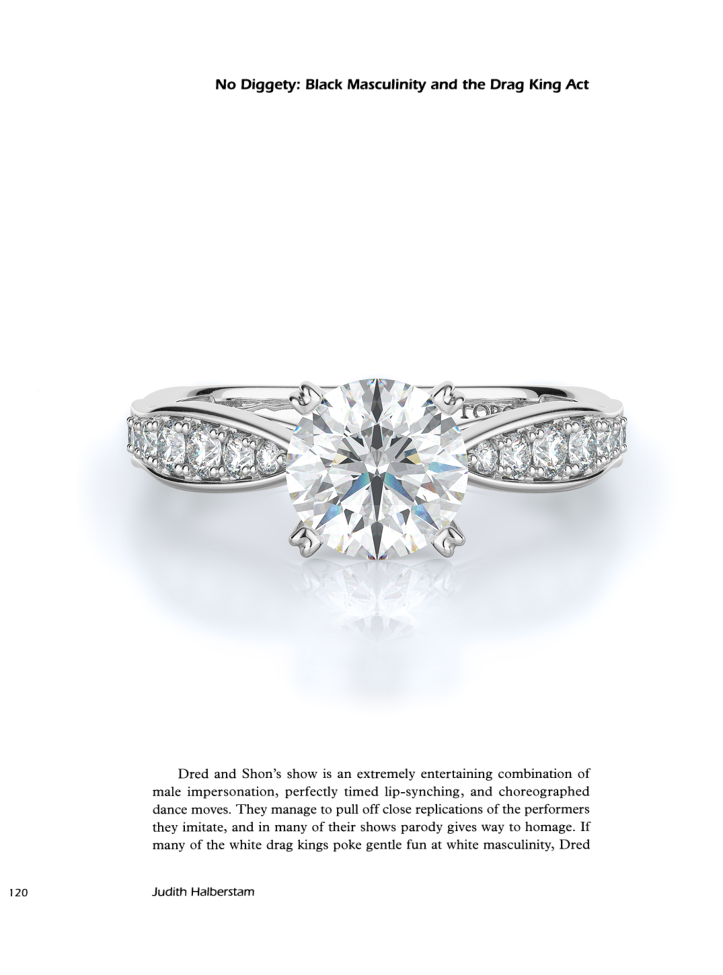 No Diggety: Black Masculinity and the Drag King Act
Dred and Shon's show is an extremely entertaining combination of
male impersonation, perfectly timed lip-synching, and choreographed
dance moves. They manage to pull off close replications of the performers
they imitate, and in many of their shows parody gives way to homage. If
many of the white drag kings poke gentle fun at white masculinity, Dred
120
Judith Halberstam